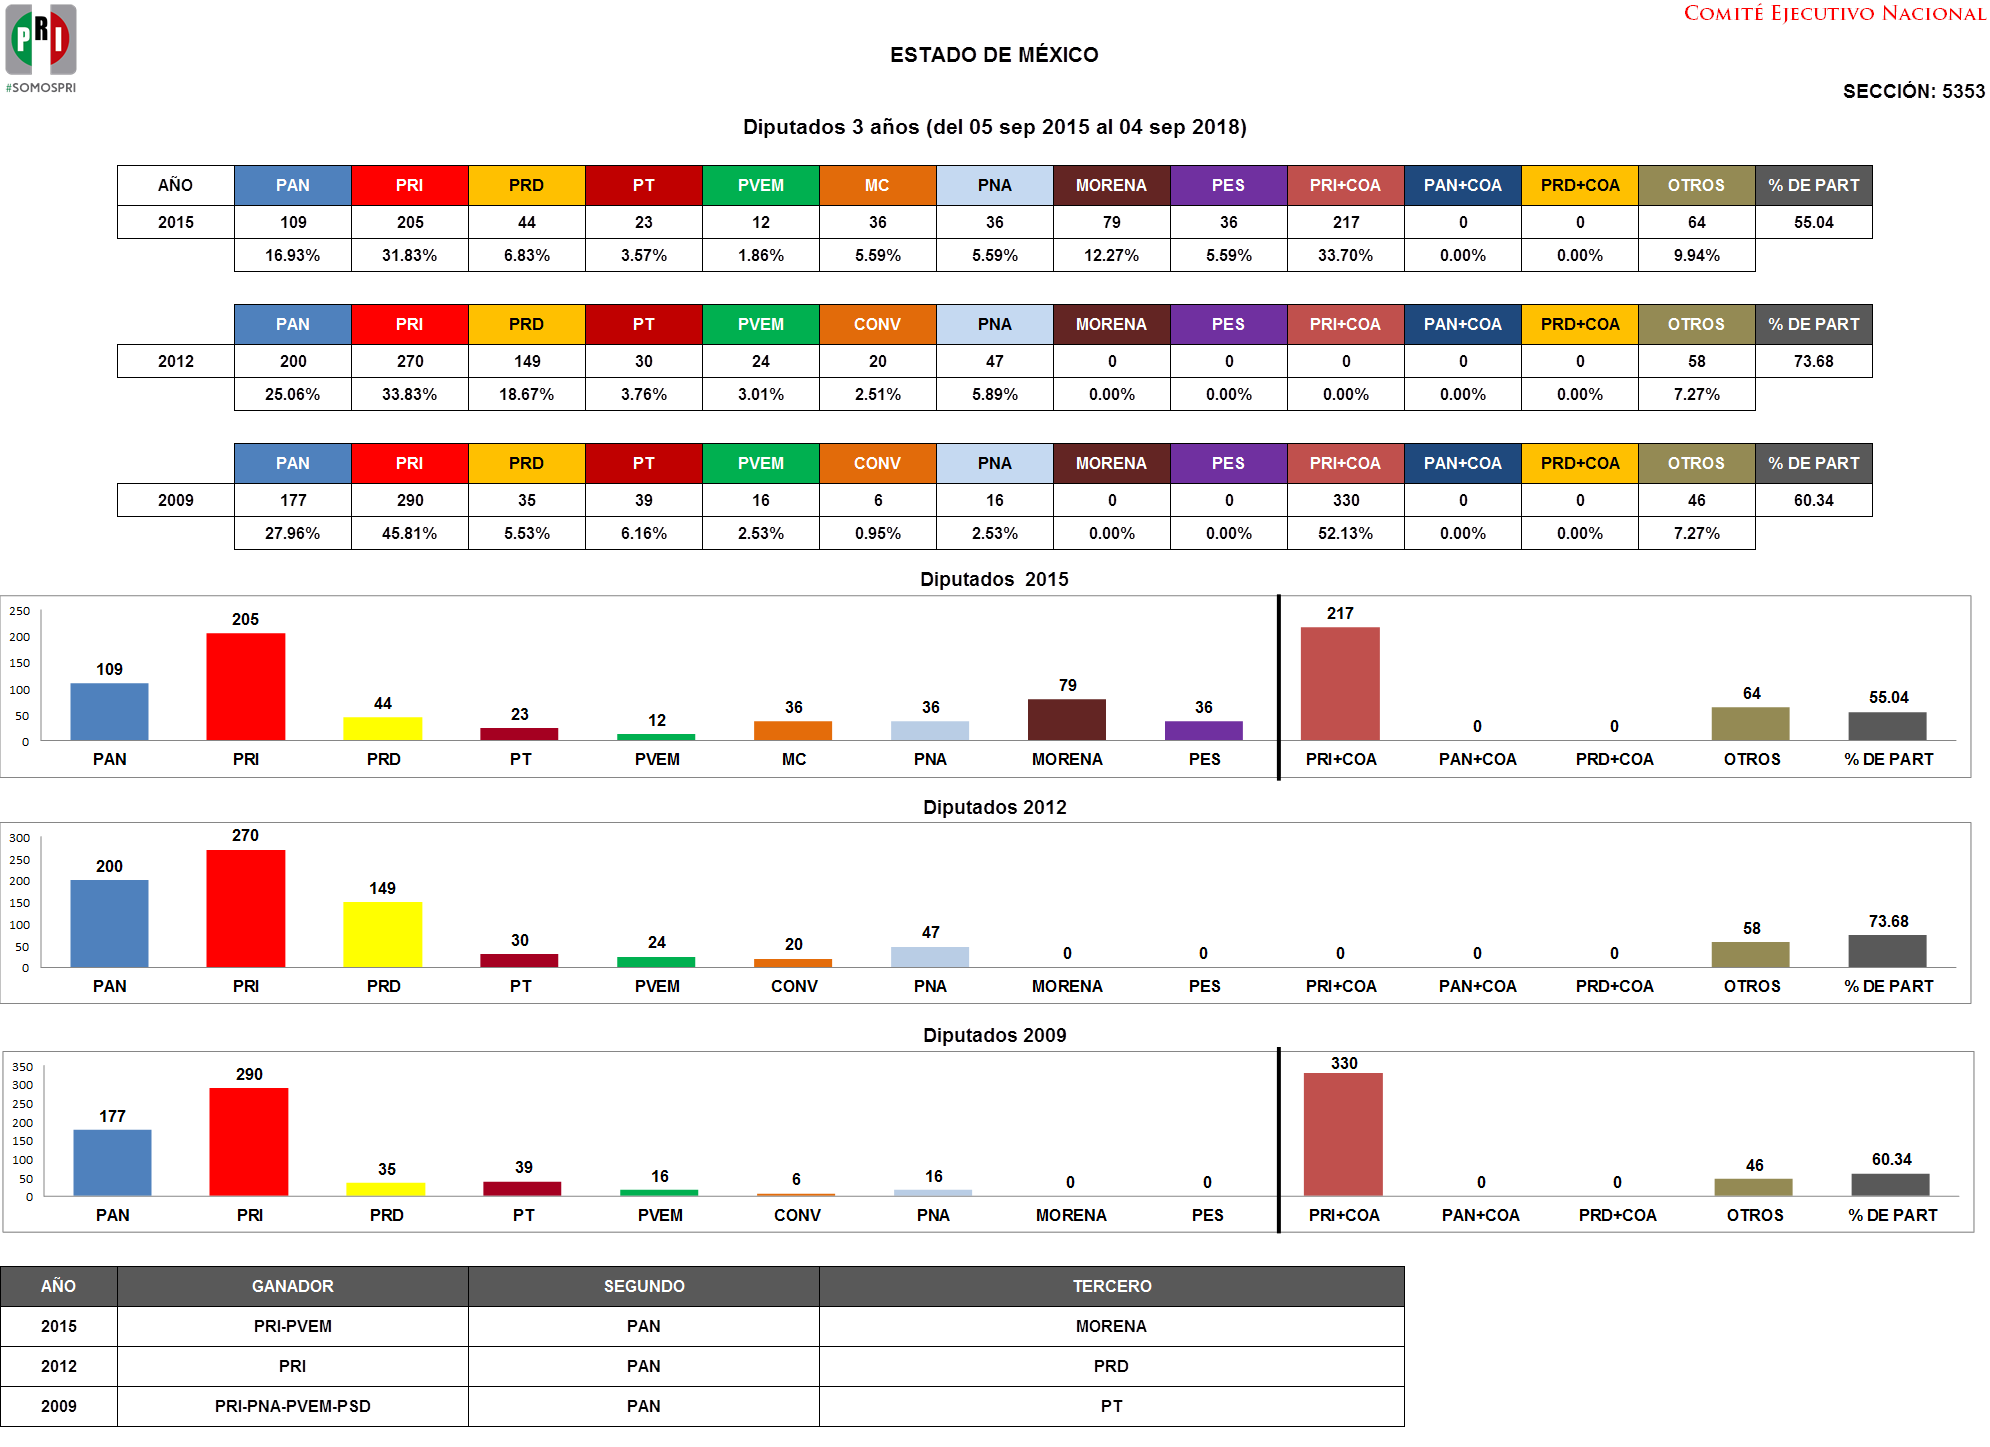 PRI
#SOMOSPRI
COMITÉ EJECUTIVO NACIONAL
ESTADO DE MÉXICO
SECCIÓN: 5353
Diputados 3 años (del 05 sep 2015 al 04 sep 2018)
AÑO PAN PRI PRD PT PVEM MC PNA MORENA PES PRI+COA PAN+COA PRD+COA OTROS % DE PART
2015 109 205 44 23 12 36 36 79 36 217 0 0 64 55.04
16.93% 31.83% 6.83% 3.57% 1.86% 5.59% 5.59% 12.27% 5.59% 33.70% 0.00% 0.00% 9.94%
PAN PRI PRD PT PVEM CONV PNA MORENA PES PRI+COA PAN+COA PRD+COA OTROS % DE PART
2012 200 270 149 30 24 20 47 0 0 0 0 0 58 73.68
25.06% 33.83% 18.67% 3.76% 3.01% 2.51% 5.89% 0.00% 0.00% 0.00% 0.00% 0.00% 7.27%
PAN PRI PRD PT PVEM CONV PNA MORENA PES PRI+COA PAN+COA PRD+COA OTROS % DE PART
2009 177 290 35 39 16 6 16 0 0 330 0 0 46 60.34
27.96% 45.81% 5.53% 6.16% 2.53% 0.95% 2.53% 0.00% 0.00% 52.13% 0.00% 0.00% 7.27%
Diputados 2015
250
200
150
100
50
0
109 205 44 23 12 36 36 79 36 217 0 0 64 55.04
PAN PRI PRD PT PVEM MC PNA MORENA PES PRI+COA PAN+COA PRD+COA OTROS % DE PART
Diputados 2012
300
250
200
150
100
50
0
200 270 149 30 24 20 47 0 0 0 0 0 58 73.68
PAN PRI PRD PT PVEM CONV PNA MORENA PES PRI+COA PAN+COA PRD+COA OTROS % DE PART
Diputados 2009
350
300
250
200
150
100
50
0
177 290 35 39 16 6 16 0 0 330 0 0 46 60.34
PAN PRI PRD PT PVEM CONV PNA MORENA PES PRI+COA PAN+COA PRD+COA OTROS % DE PART
AÑO GANADOR SEGUNDO TERCERO
2015 PRI-PVEM PAN MORENA
2012 PRI PAN PRD
2009 PRI-PNA-PVEM-PSD PAN PT